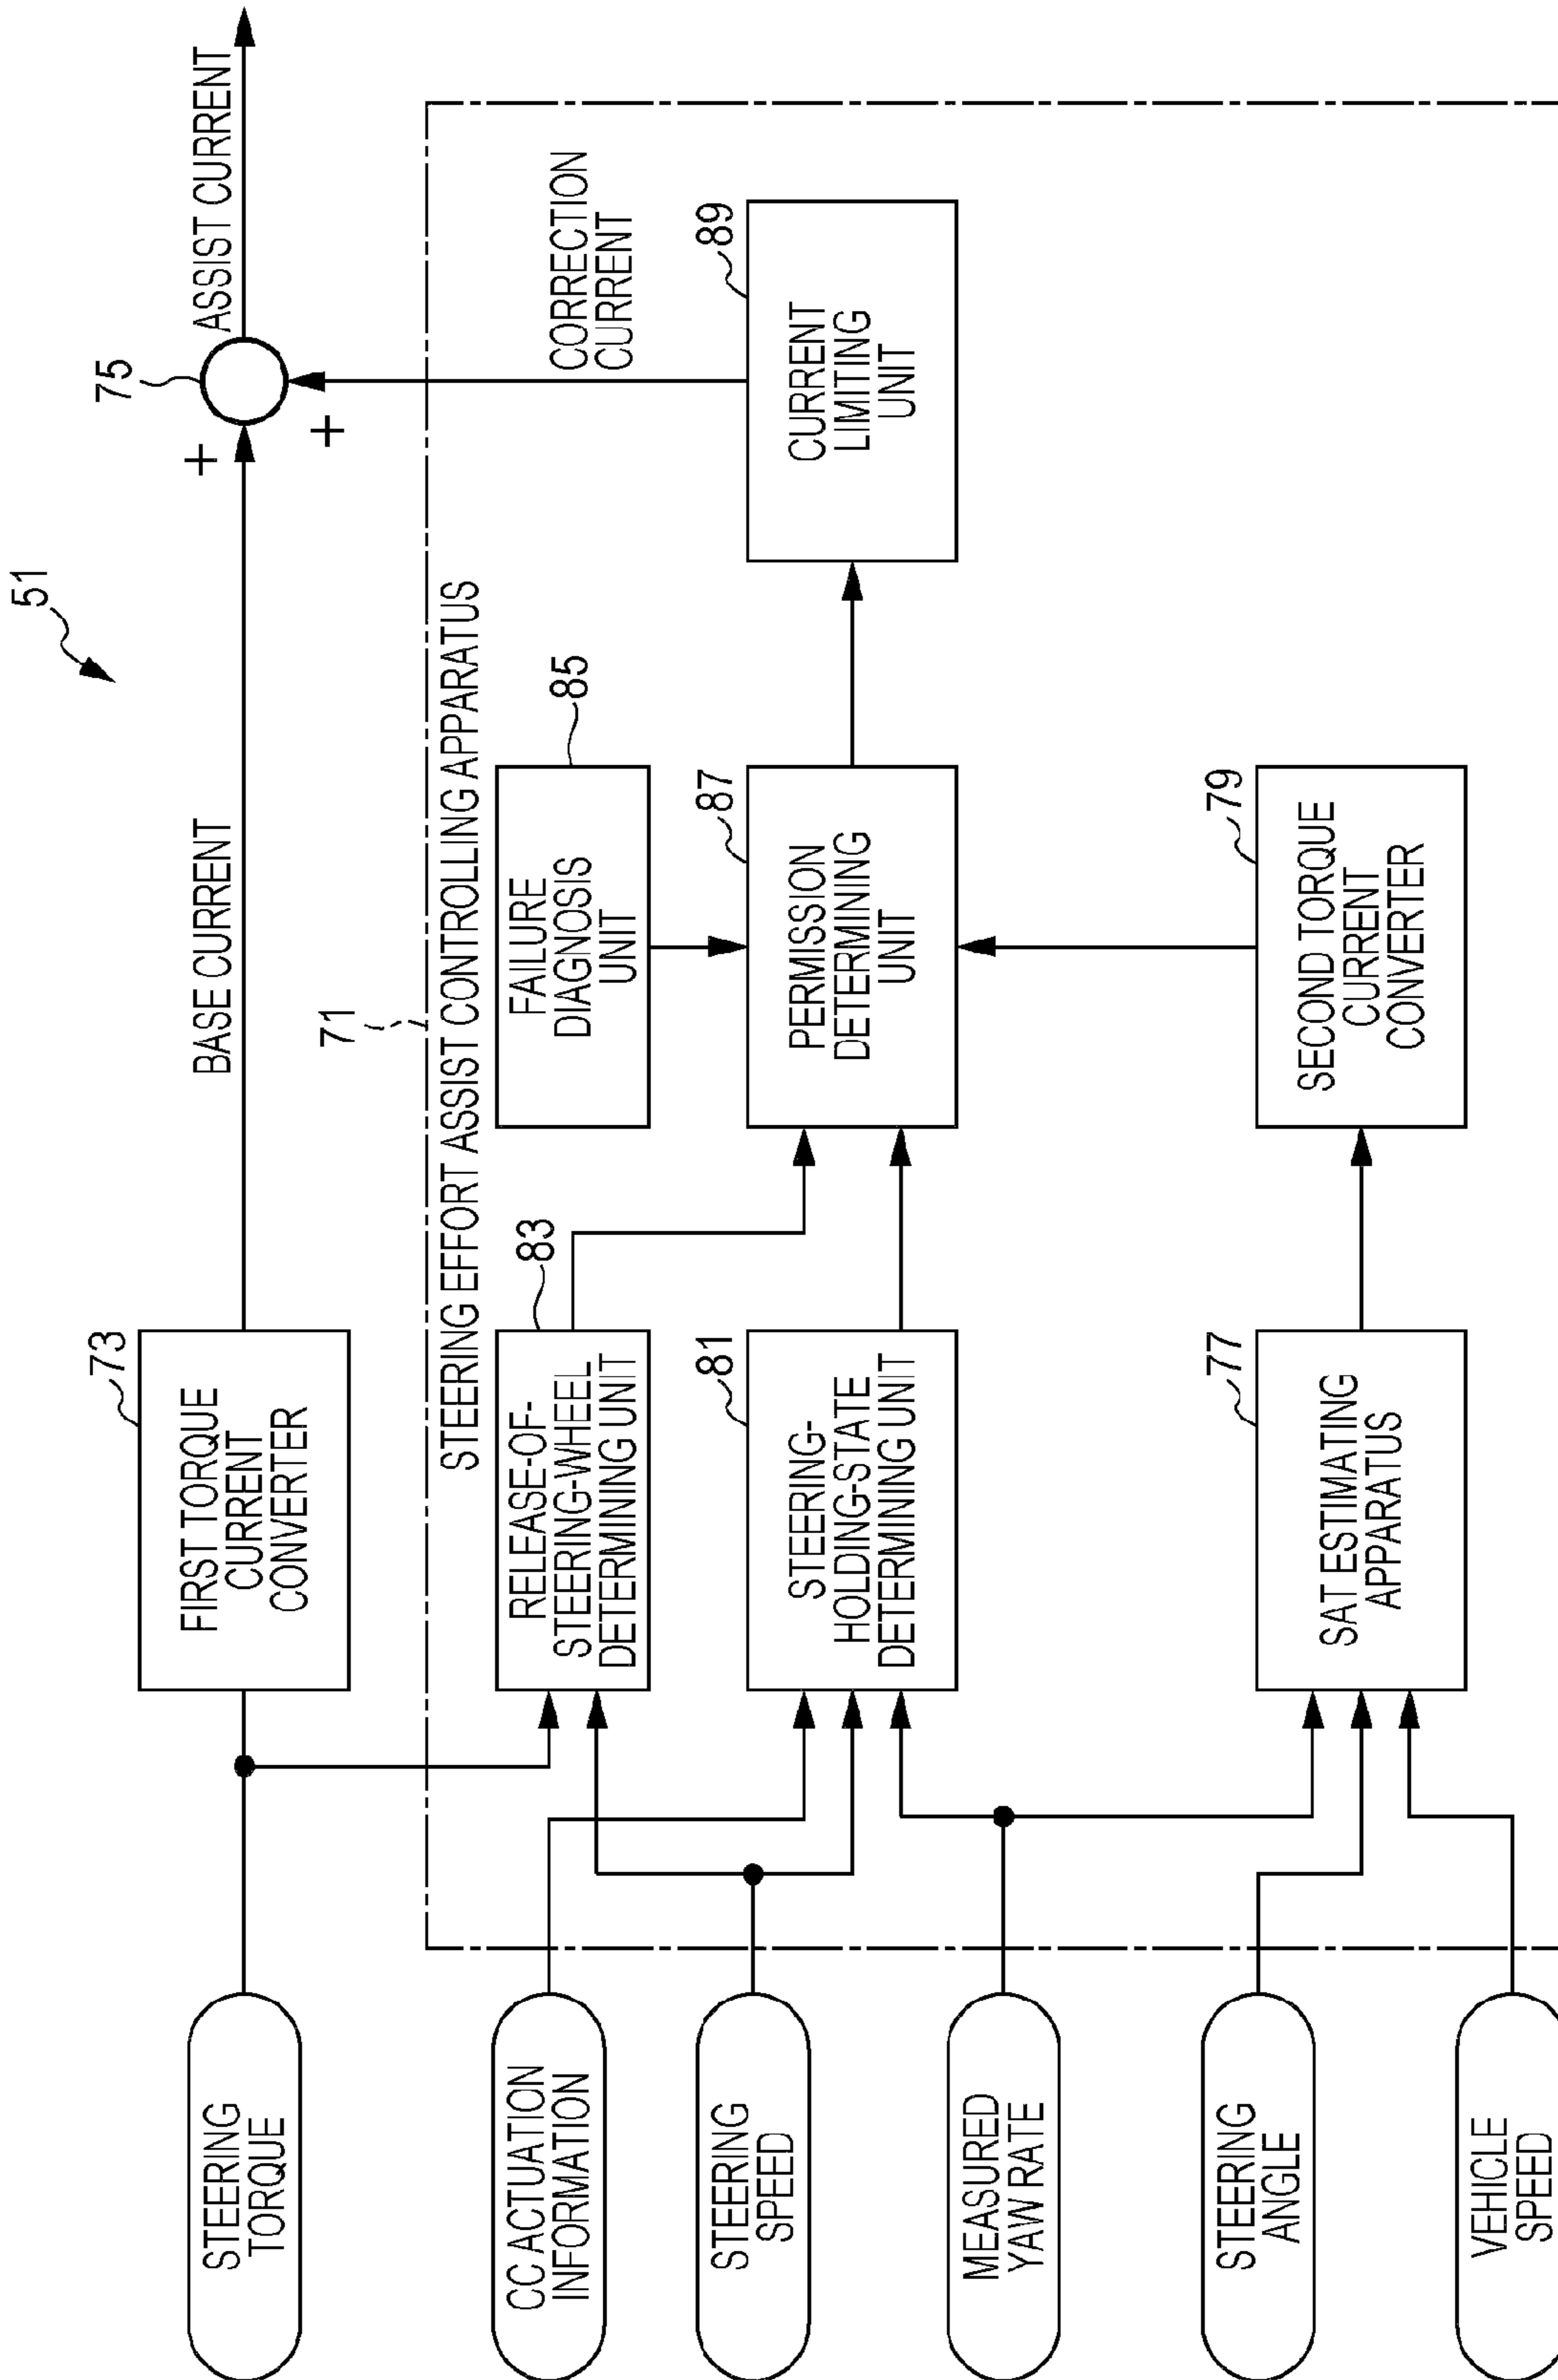 51
STEERING
TORQUE
73
FIRST TORQUE
CURRENT
CONVERTER
BASE CURRENT
+
+
75
ASSIST CURRENT
71
STEERING EFFORT ASSIST CONTROLLING APPARATUS
CORRECTION
CURRENT
CC ACTUATION
INFORMATION
83
RELEASE-OF-
STEERING-WHEEL
DETERMINING UNIT
85
FAILURE
DIAGNOSIS
UNIT
STEERING
SPEED
81
STEERING-
HOLDING-STATE
DETERMINING UNIT
87
PERMISSION
DETERMINING
UNIT
89
CURRENT
LIMITING
UNIT
MEASURED
YAW RATE
STEERING
ANGLE
77
SAT ESTIMATING
APPARATUS
79
SECOND TORQUE
CURRENT
CONVERTER
VEHICLE
SPEED